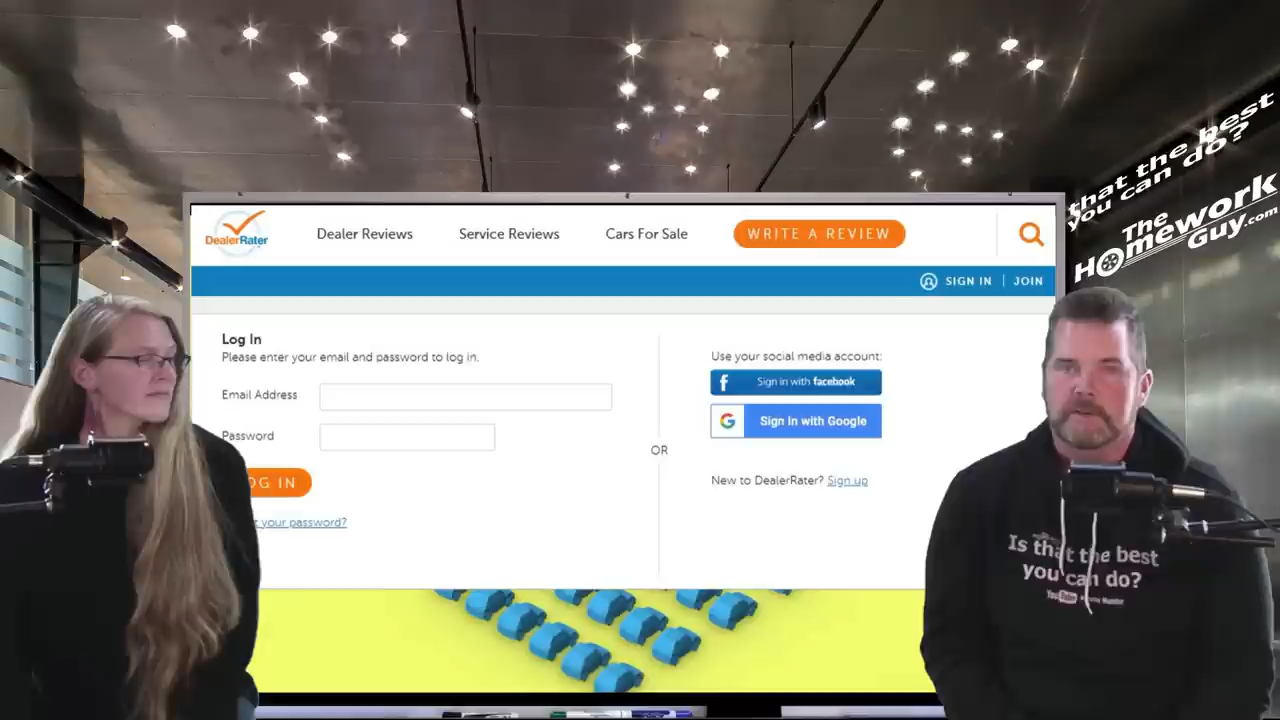 that the best
you can do?
The
Homework
Guy.com
DealerRater
Dealer Reviews
Service Reviews
Cars For Sale
WRITE A REVIEW
SIGN IN
JOIN
Log In
Please enter your email and password to log in.
Email Address
Password
OG IN
your password?
OR
Use your social media account:
f Sign in with facebook
G Sign In with Google
New to DealerRater? Sign up
Is that the best
you can do?
YouTube